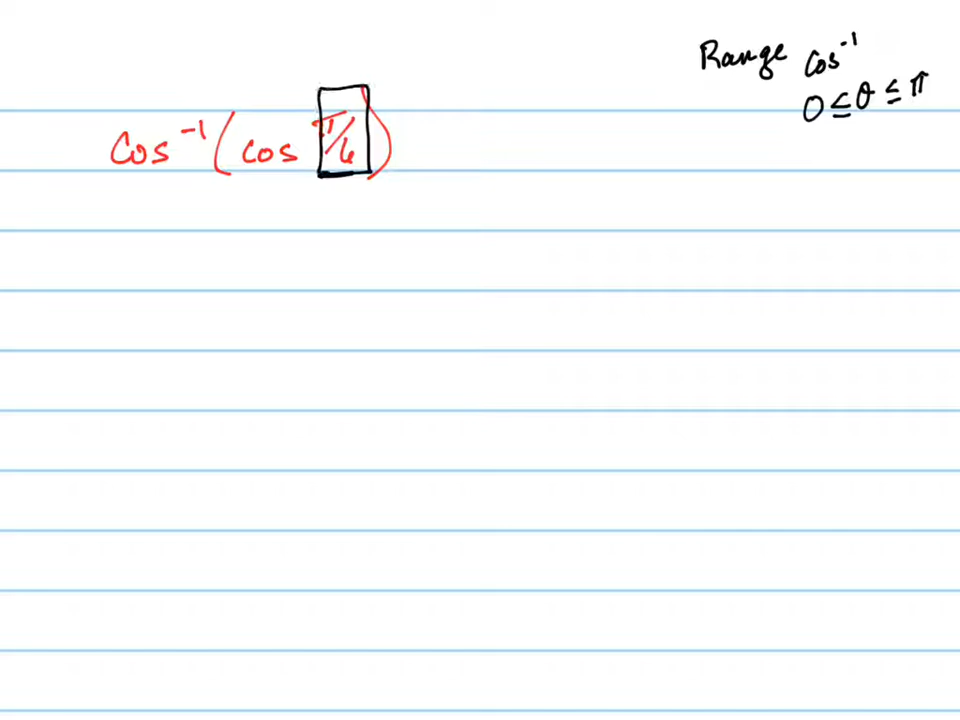 Range cos⁻¹
0 ≤ θ ≤ π
cos⁻¹(cos π/6)